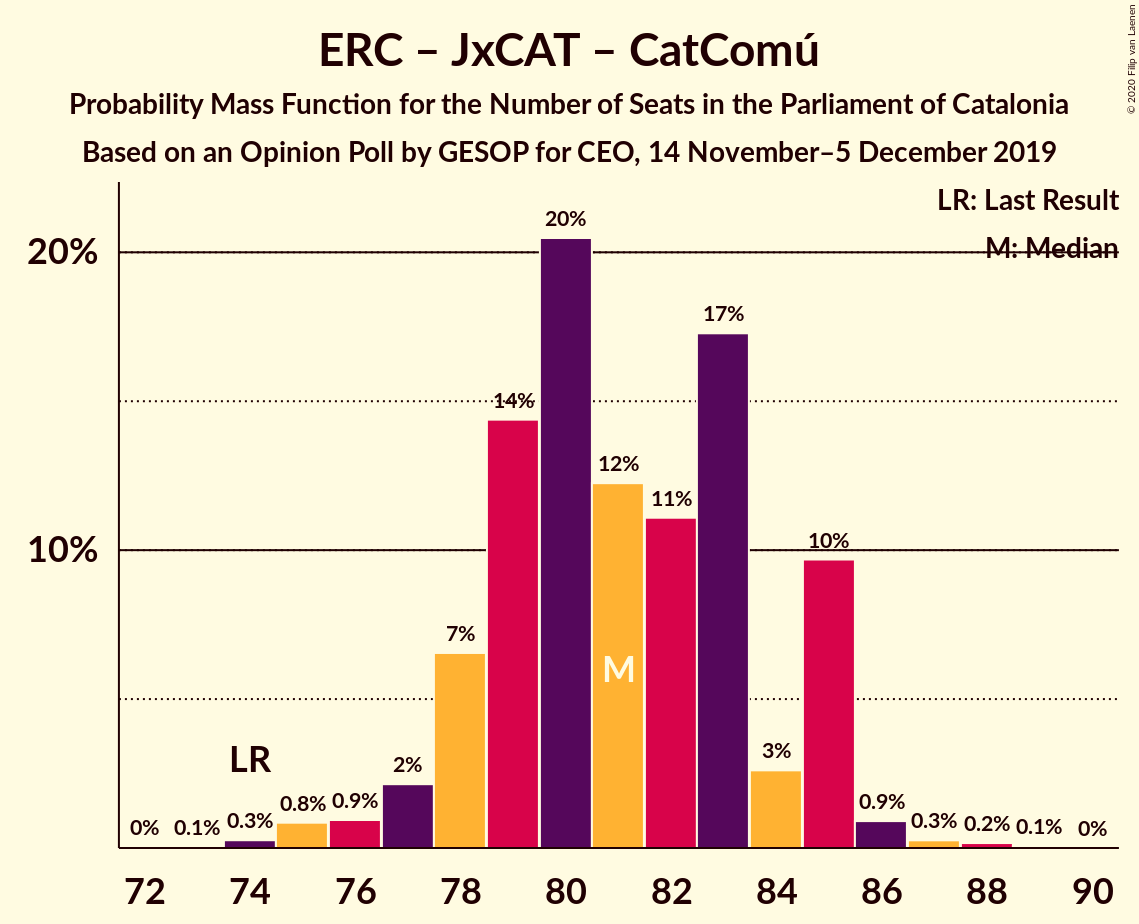 ERC – JxCAT – CatComú
Probability Mass Function for the Number of Seats in the Parliament of Catalonia
Based on an Opinion Poll by GESOP for CEO, 14 November–5 December 2019
© 2020 Filip van Laenen
LR: Last Result
M: Median
20%
10%
0%
0.1%
0.3%
0.8%
0.9%
2%
7%
14%
20%
12%
11%
17%
3%
10%
0.9%
0.3%
0.2%
0.1%
0%
LR
M
72 74 76 78 80 82 84 86 88 90